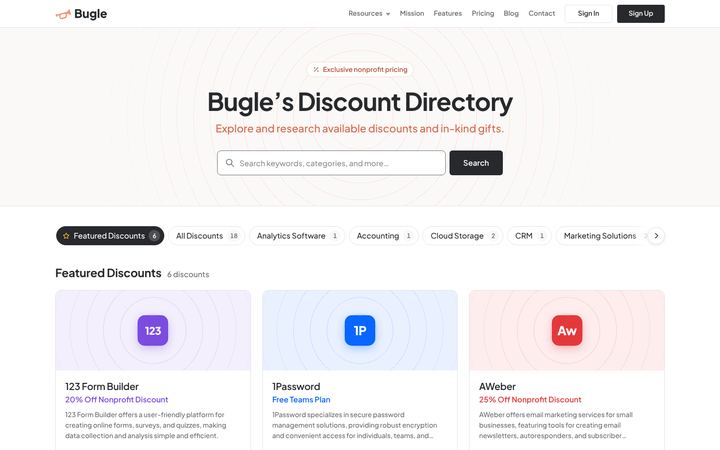 Bugle
Resources Mission Features Pricing Blog Contact Sign In Sign Up
Exclusive nonprofit pricing
Bugle’s Discount Directory
Explore and research available discounts and in-kind gifts.
Search keywords, categories, and more...
Search
Featured Discounts 6 All Discounts 18 Analytics Software 1 Accounting 1 Cloud Storage 2 CRM 1 Marketing Solutions
Featured Discounts 6 discounts
123 1P Aw
123 Form Builder
20% Off Nonprofit Discount
123 Form Builder offers a user-friendly platform for
creating online forms, surveys, and quizzes, making
data collection and analysis simple and efficient.
1Password
Free Teams Plan
1Password specializes in secure password
management solutions, providing robust encryption
and convenient access for individuals, teams, and...
AWeber
25% Off Nonprofit Discount
AWeber offers email marketing services for small
businesses, featuring tools for creating email
newsletters, autoresponders, and subscriber...